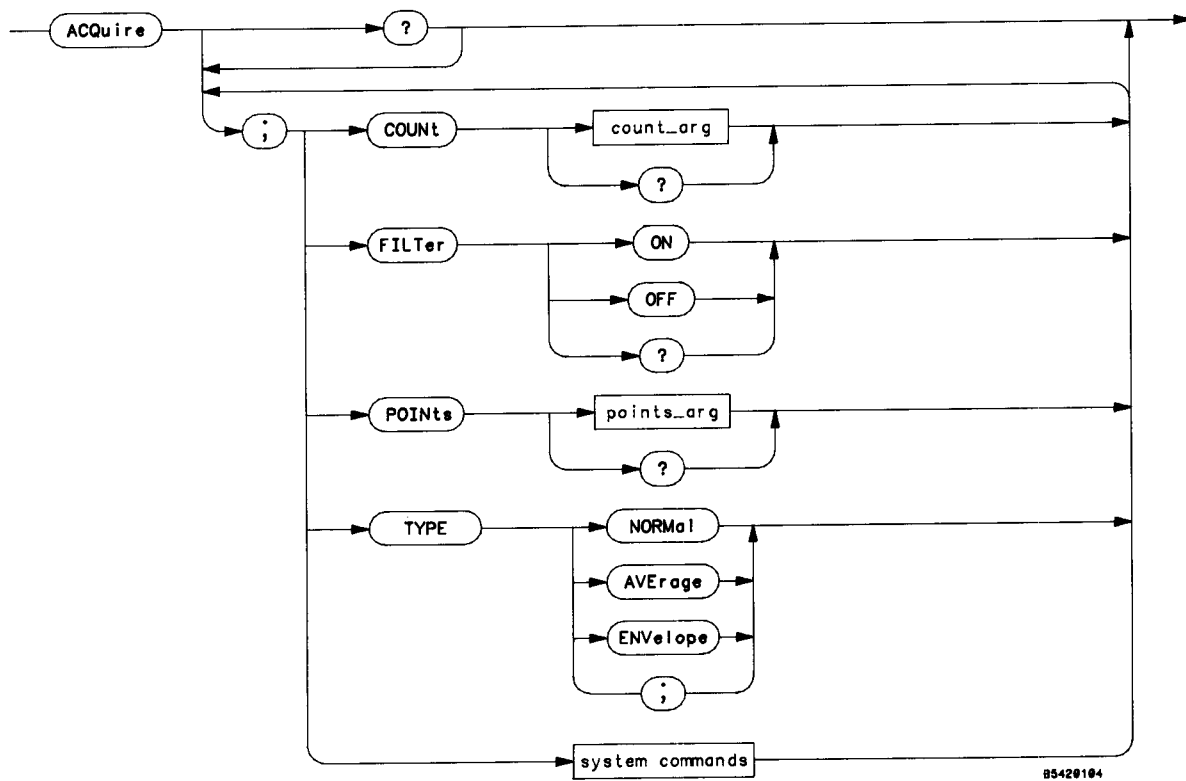 ACQuire ?
; COUNt count_arg
?
FILTer ON
OFF
?
POINts points_arg
?
TYPE NORMal
AVErage
ENVelope
;
system commands
85420104